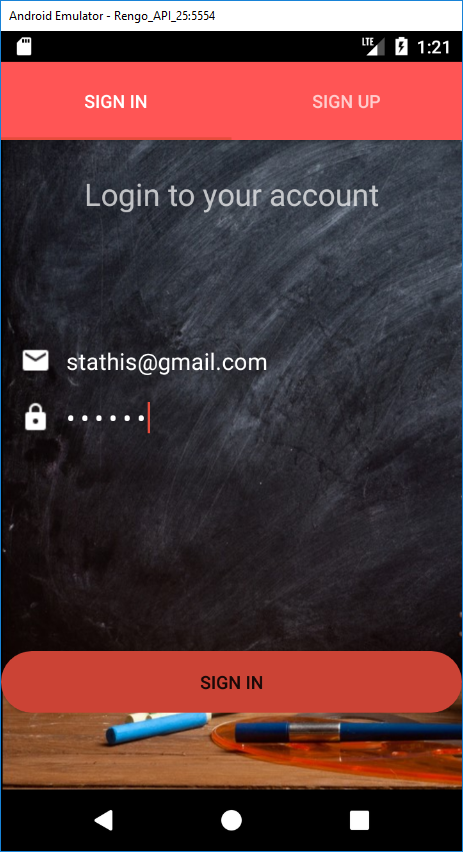 Android Emulator - Rengo_API_25:5554
LTE 1:21
SIGN IN SIGN UP
Login to your account
stathis@gmail.com
••••••
SIGN IN